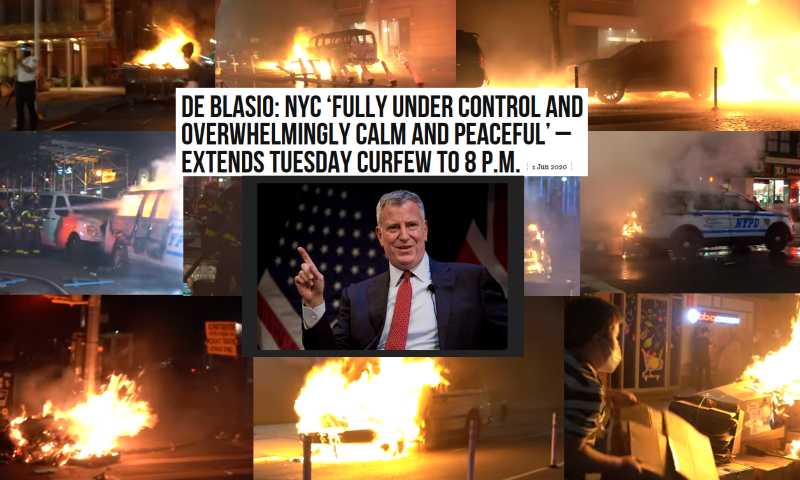 DE BLASIO: NYC ‘FULLY UNDER CONTROL AND
OVERWHELMINGLY CALM AND PEACEFUL’ —
EXTENDS TUESDAY CURFEW TO 8 P.M. 1 Jun 2020
NYPD